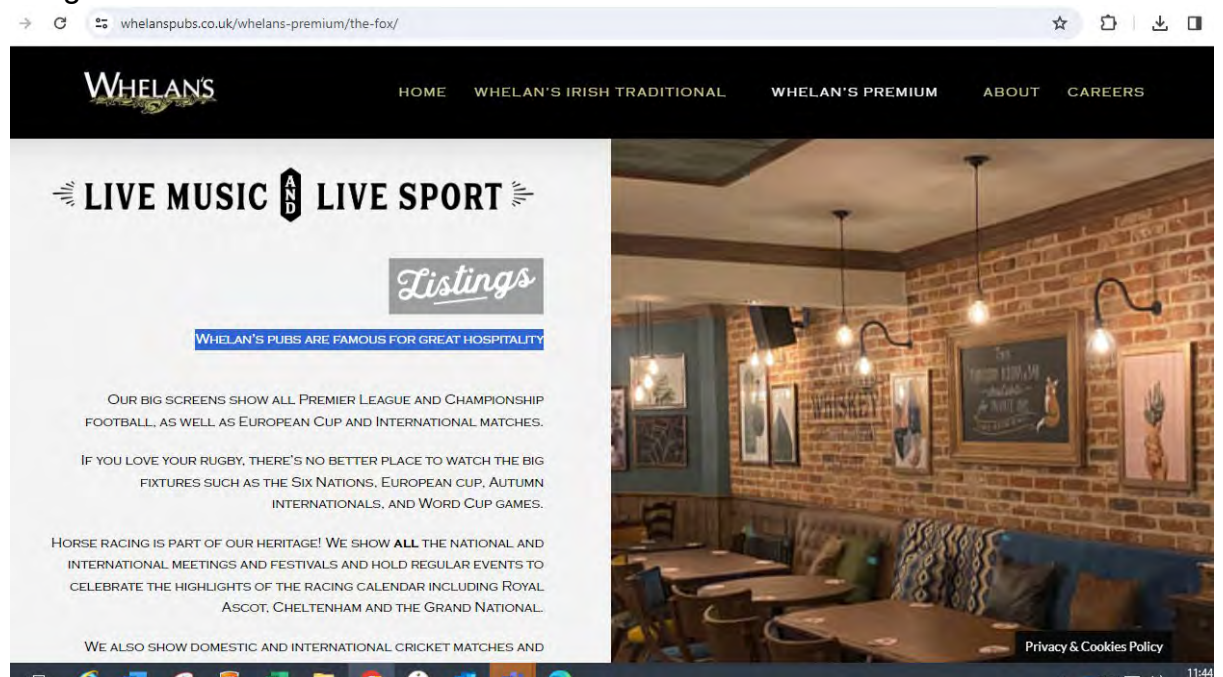 whelanspubs.co.uk/whelans-premium/the-fox/
WHELAN'S
HOME WHELAN'S IRISH TRADITIONAL WHELAN'S PREMIUM ABOUT CAREERS
LIVE MUSIC AND LIVE SPORT
Listings
WHELAN'S PUBS ARE FAMOUS FOR GREAT HOSPITALITY
OUR BIG SCREENS SHOW ALL PREMIER LEAGUE AND CHAMPIONSHIP
FOOTBALL, AS WELL AS EUROPEAN CUP AND INTERNATIONAL MATCHES.
IF YOU LOVE YOUR RUGBY, THERE'S NO BETTER PLACE TO WATCH THE BIG
FIXTURES SUCH AS THE SIX NATIONS, EUROPEAN CUP, AUTUMN
INTERNATIONALS, AND WORD CUP GAMES.
HORSE RACING IS PART OF OUR HERITAGE! WE SHOW ALL THE NATIONAL AND
INTERNATIONAL MEETINGS AND FESTIVALS AND HOLD REGULAR EVENTS TO
CELEBRATE THE HIGHLIGHTS OF THE RACING CALENDAR INCLUDING ROYAL
ASCOT, CHELTENHAM AND THE GRAND NATIONAL.
WE ALSO SHOW DOMESTIC AND INTERNATIONAL CRICKET MATCHES AND
WHISKEY
Privacy & Cookies Policy
11:44